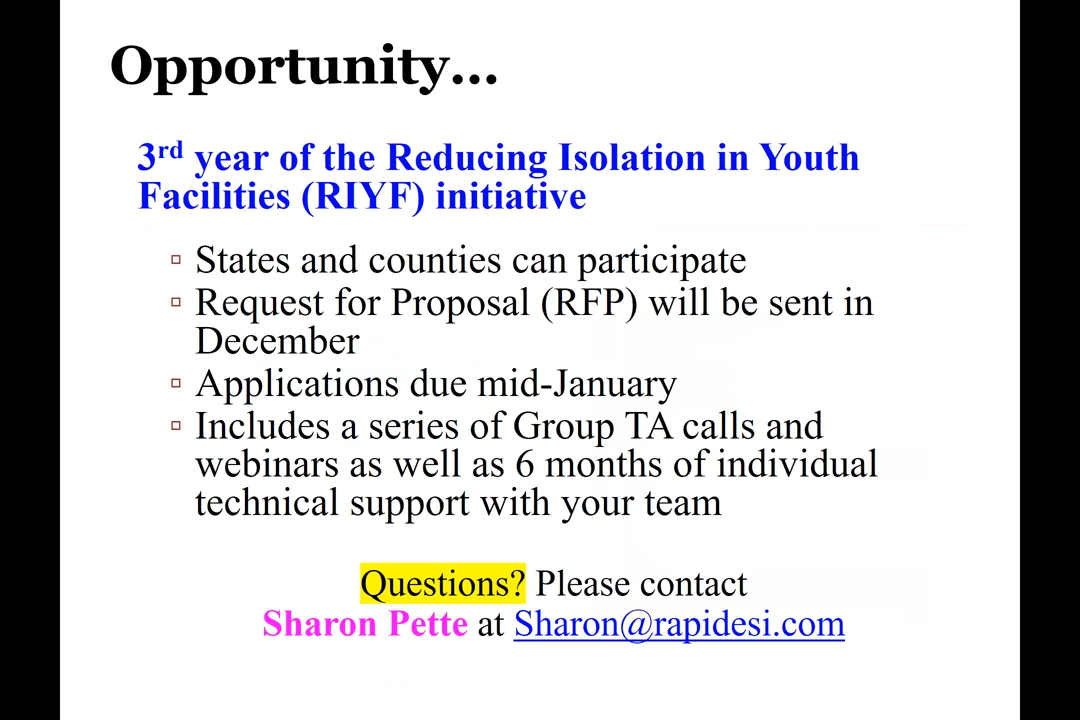 Opportunity...
3rd year of the Reducing Isolation in Youth
Facilities (RIYF) initiative
▫ States and counties can participate
▫ Request for Proposal (RFP) will be sent in
December
▫ Applications due mid-January
▫ Includes a series of Group TA calls and
webinars as well as 6 months of individual
technical support with your team
Questions? Please contact
Sharon Pette at Sharon@rapidesi.com